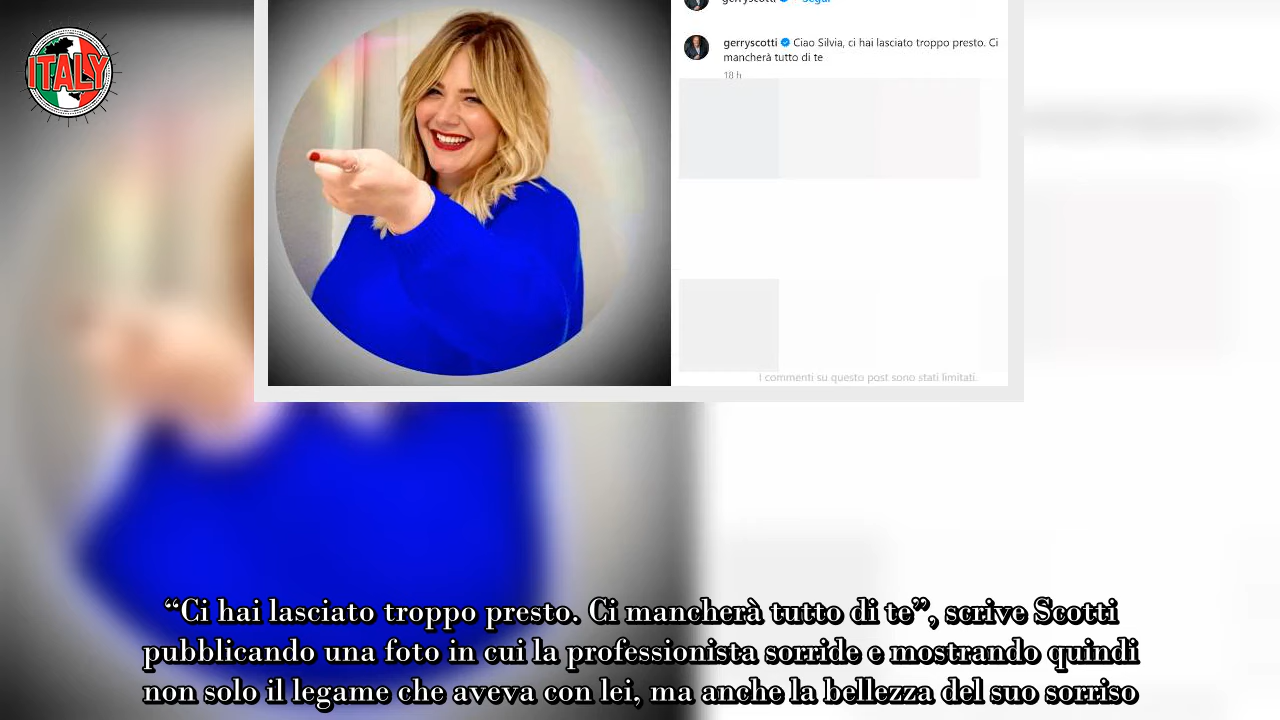 gerryscotti Segui
gerryscotti Ciao Silvia, ci hai lasciato troppo presto. Ci
mancherà tutto di te
18 h
I commenti su questo post sono stati limitati.
ITALY
“Ci hai lasciato troppo presto. Ci mancherà tutto di te”, scrive Scotti
pubblicando una foto in cui la professionista sorride e mostrando quindi
non solo il legame che aveva con lei, ma anche la bellezza del suo sorriso